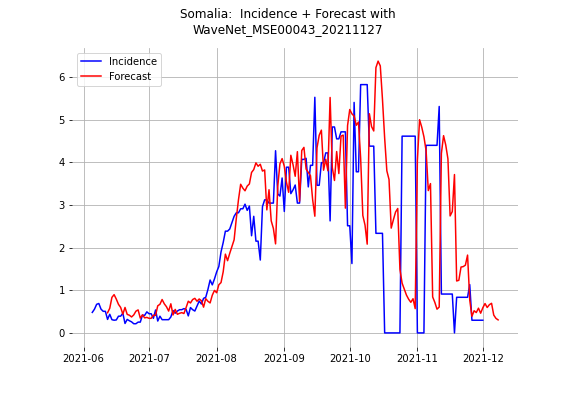 Somalia:  Incidence + Forecast with
WaveNet_MSE00043_20211127
Incidence
Forecast
6
5
4
3
2
1
0
2021-06 2021-07 2021-08 2021-09 2021-10 2021-11 2021-12